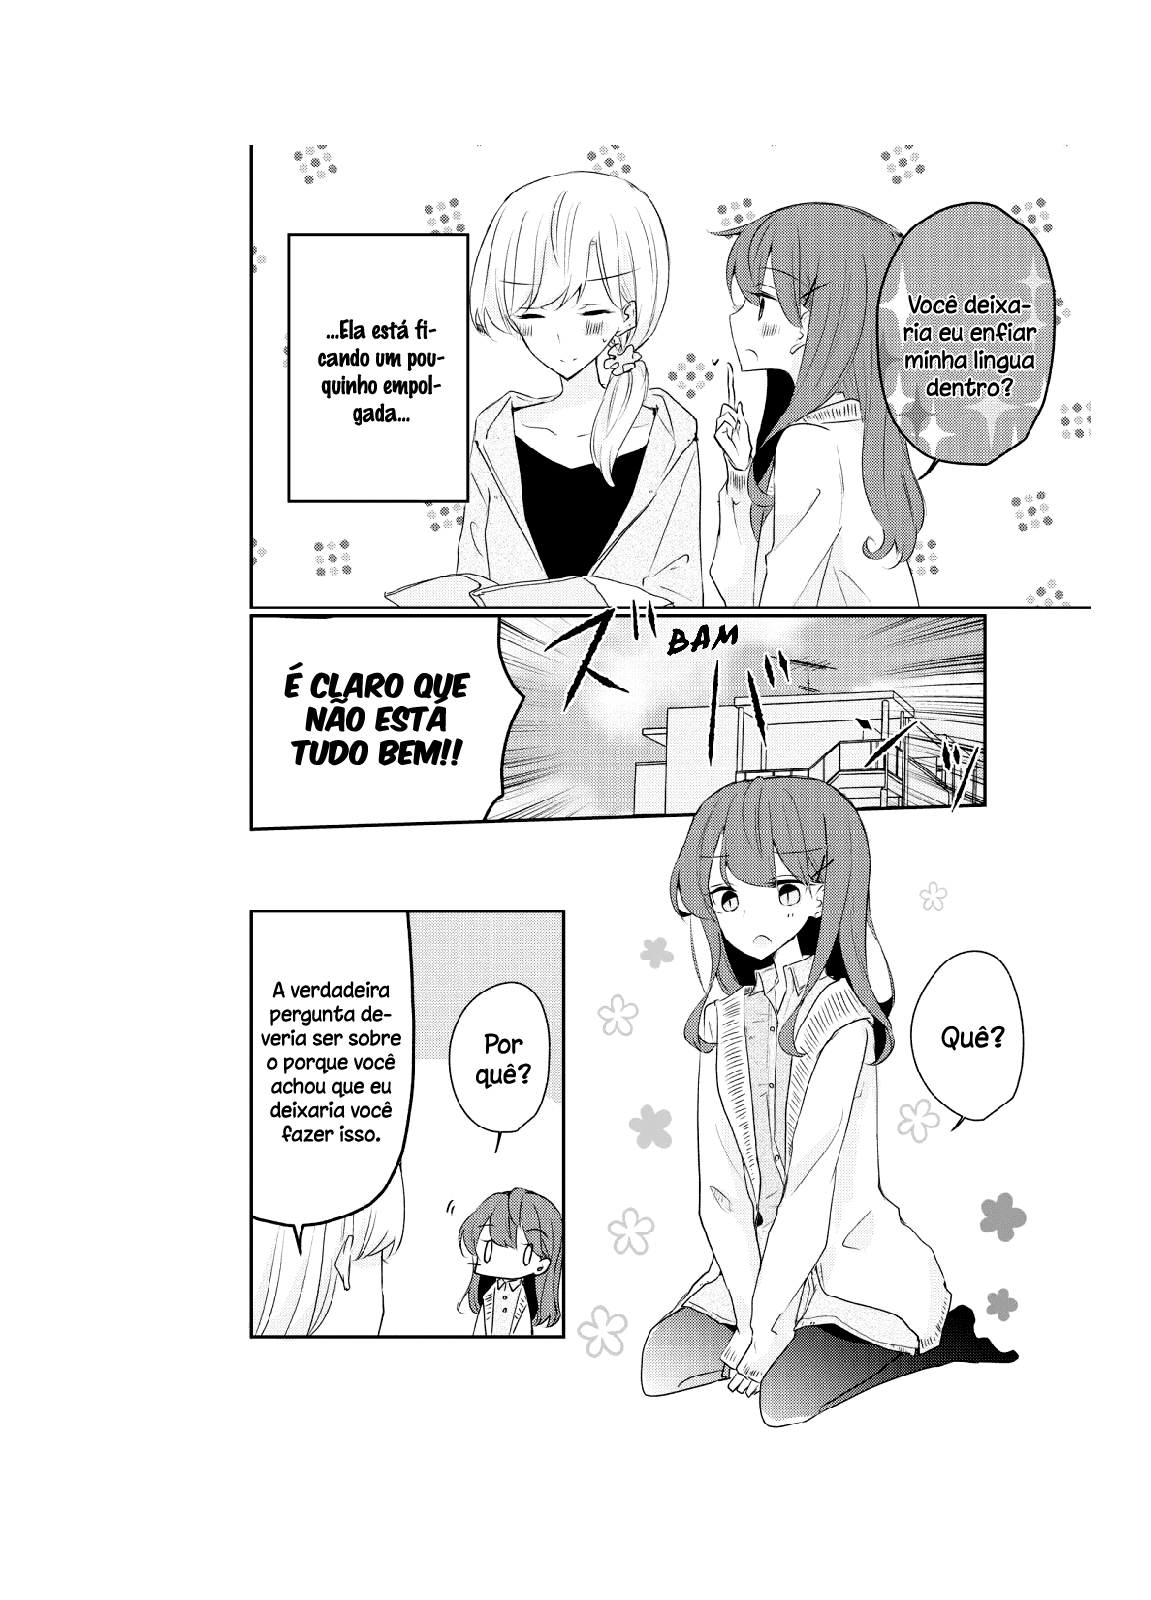 Você deixa-
ria eu enfiar
minha lingua
dentro?
...Ela está fi-
cando um pou-
quinho empol-
gada...
BAM
É CLARO QUE
NÃO ESTÁ
TUDO BEM!!
Quê?
Por
quê?
A verdadeira
pergunta de-
veria ser sobre
o porque você
achou que eu
deixaria você
fazer isso.